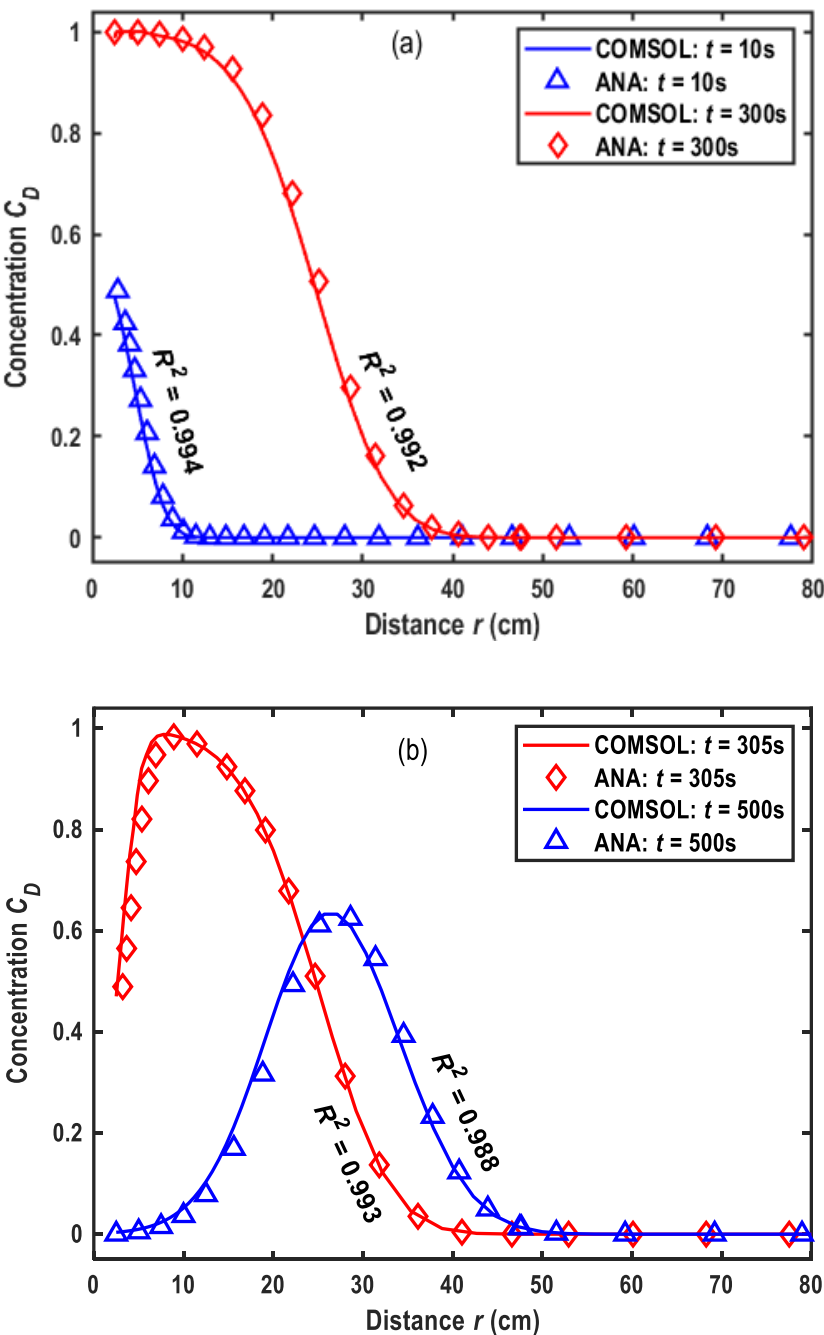 (a)
COMSOL: t = 10s
ANA: t = 10s
COMSOL: t = 300s
ANA: t = 300s
1
0.8
0.6
0.4
0.2
0
Concentration C_D
R² = 0.994
R² = 0.992
0 10 20 30 40 50 60 70 80
Distance r (cm)
(b)
COMSOL: t = 305s
ANA: t = 305s
COMSOL: t = 500s
ANA: t = 500s
1
0.8
0.6
0.4
0.2
0
Concentration C_D
R² = 0.993
R² = 0.988
0 10 20 30 40 50 60 70 80
Distance r (cm)